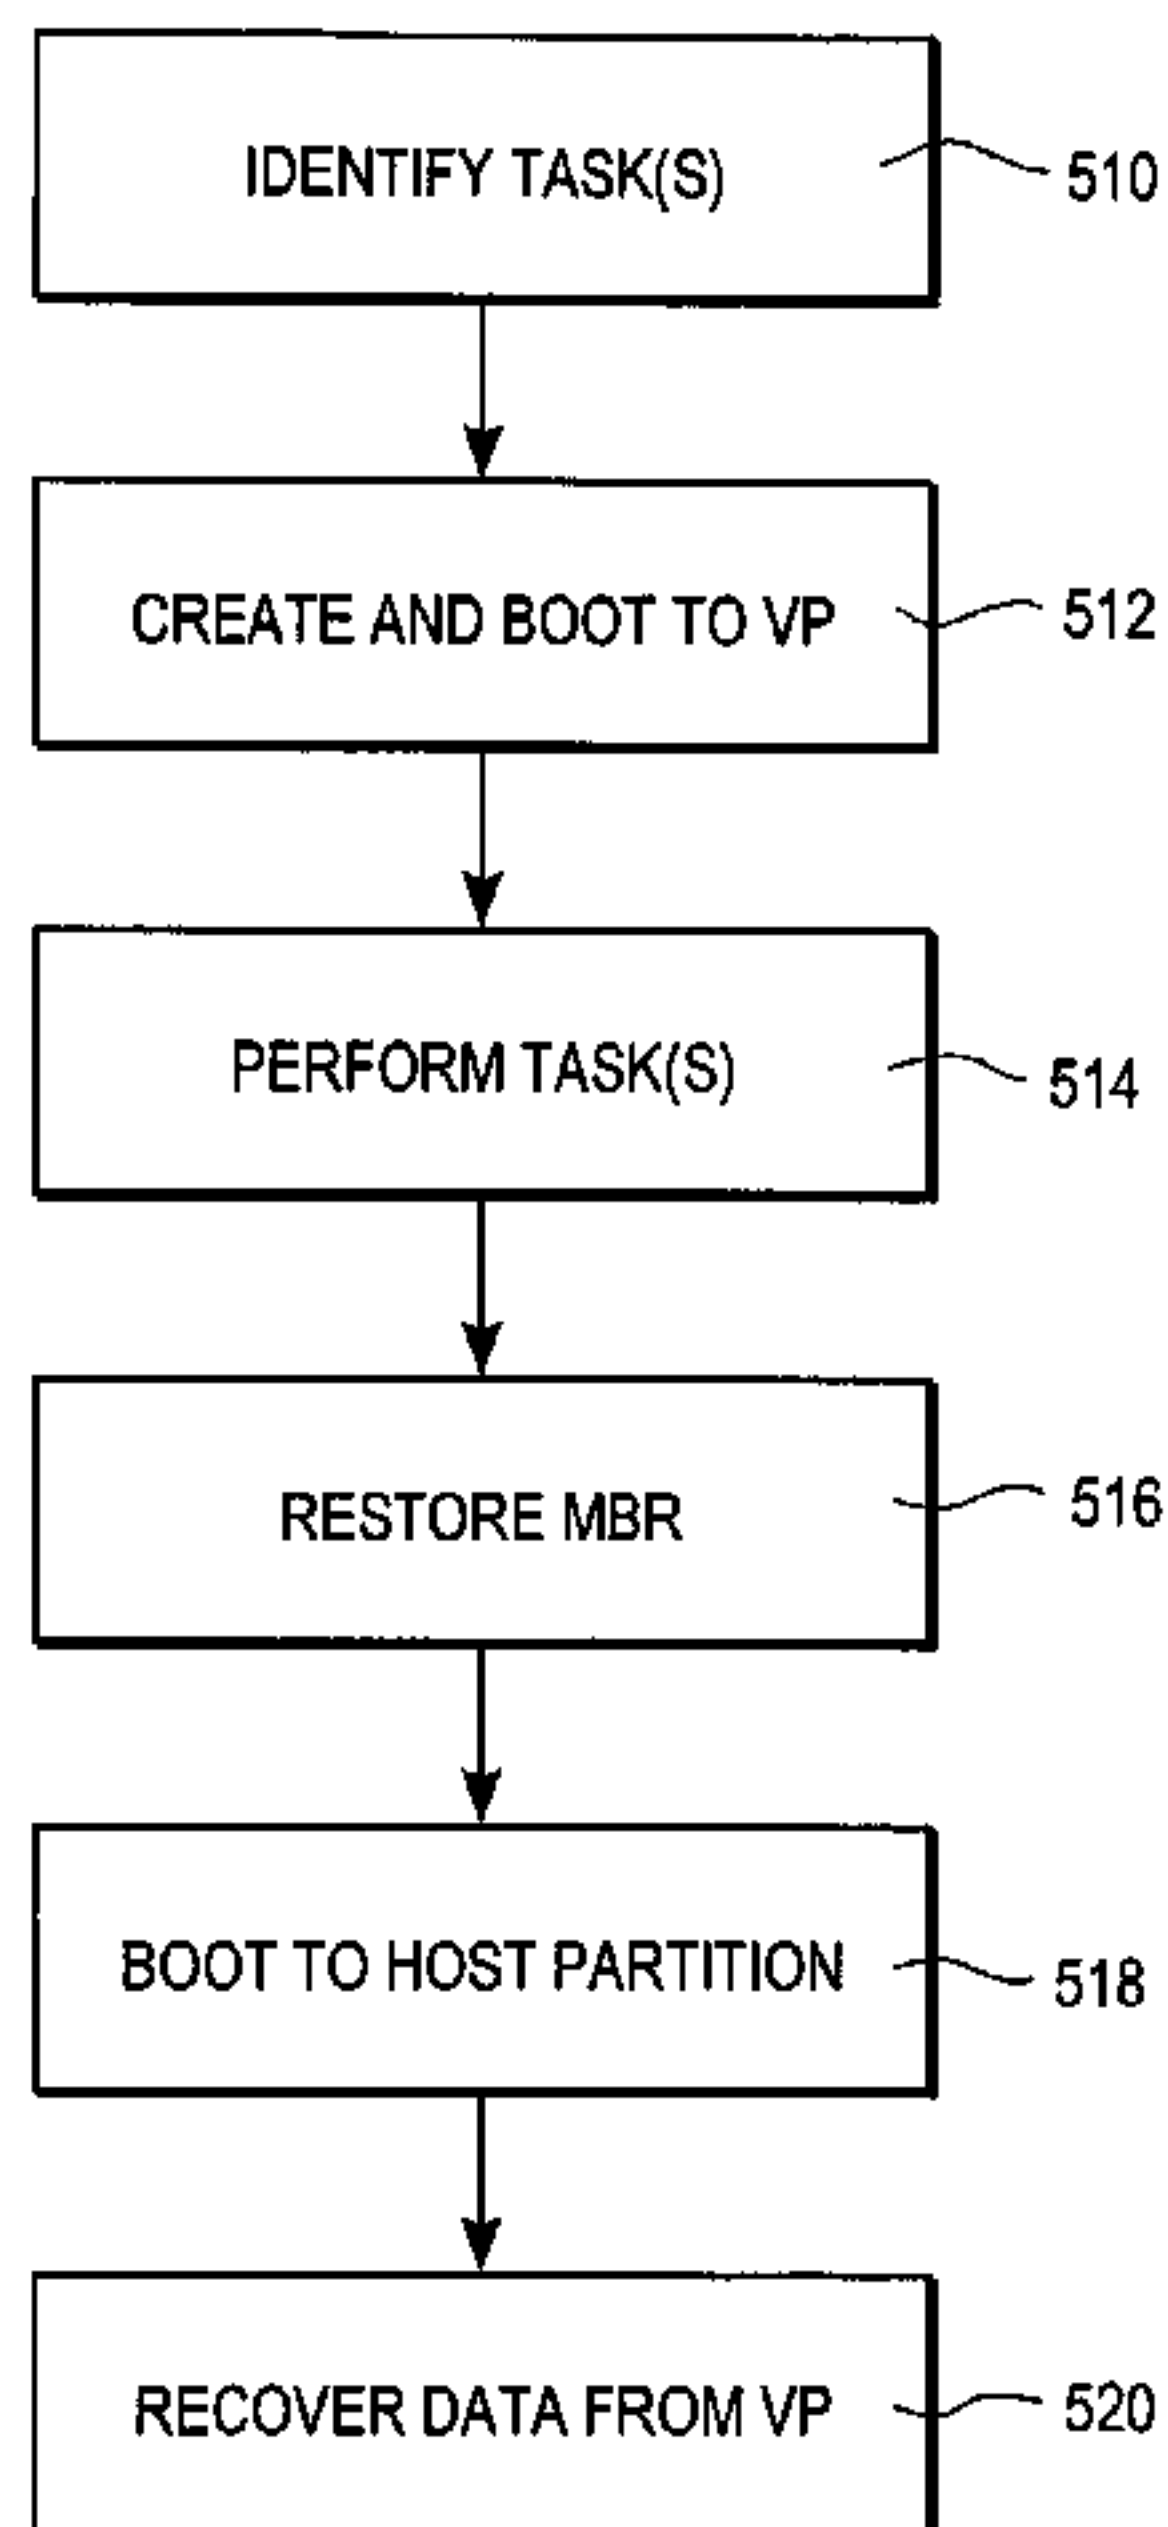 IDENTIFY TASK(S) 510
CREATE AND BOOT TO VP 512
PERFORM TASK(S) 514
RESTORE MBR 516
BOOT TO HOST PARTITION 518
RECOVER DATA FROM VP 520